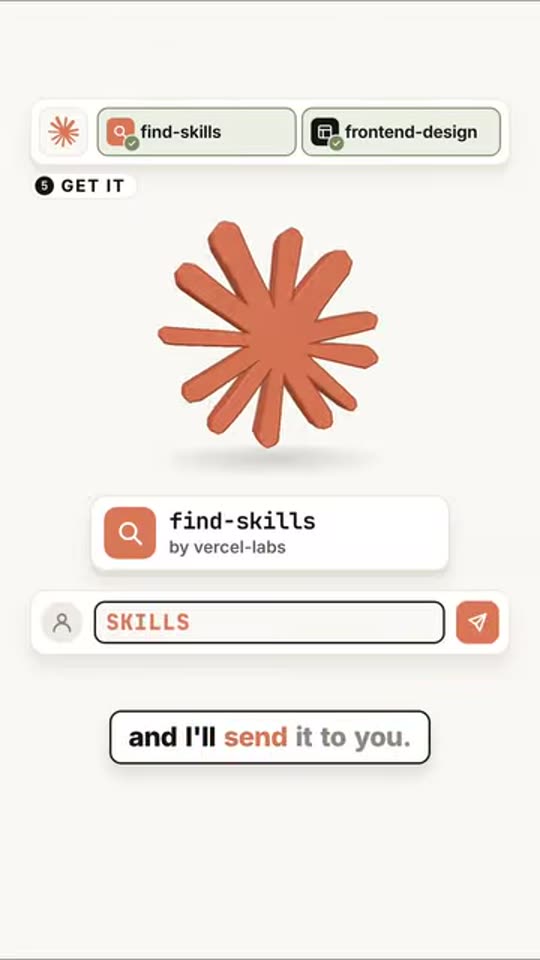 find-skills
frontend-design
5 GET IT
find-skills
by vercel-labs
SKILLS
and I'll send it to you.